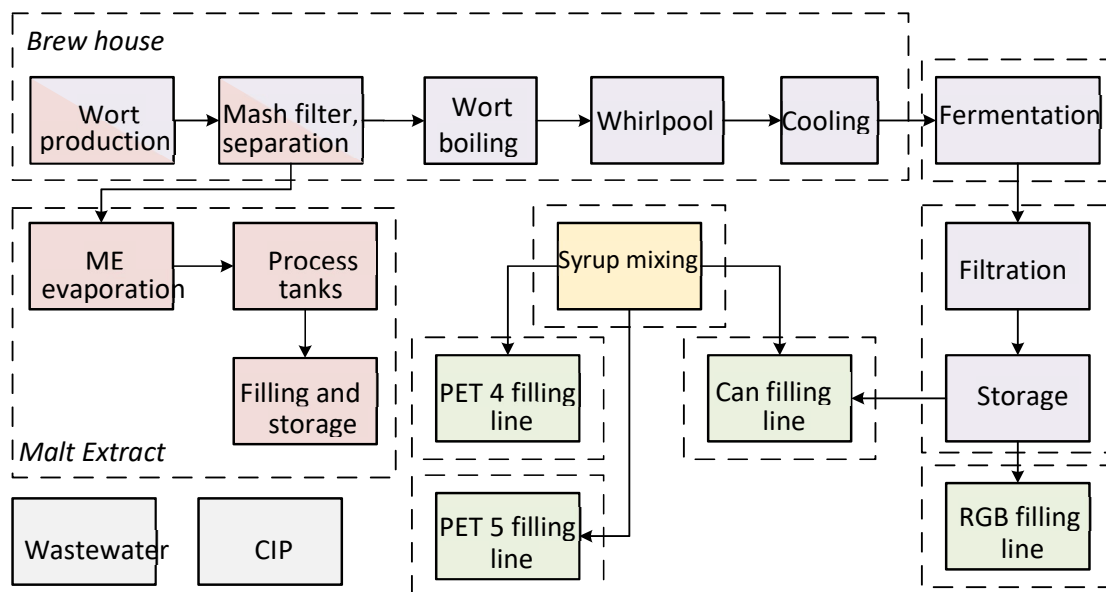 Brew house
Wort
production
Mash filter,
separation
Wort
boiling
Whirlpool
Cooling
Fermentation
ME
evaporation
Process
tanks
Syrup mixing
Filtration
Filling and
storage
PET 4 filling
line
Can filling
line
Storage
Malt Extract
Wastewater
CIP
PET 5 filling
line
RGB filling
line